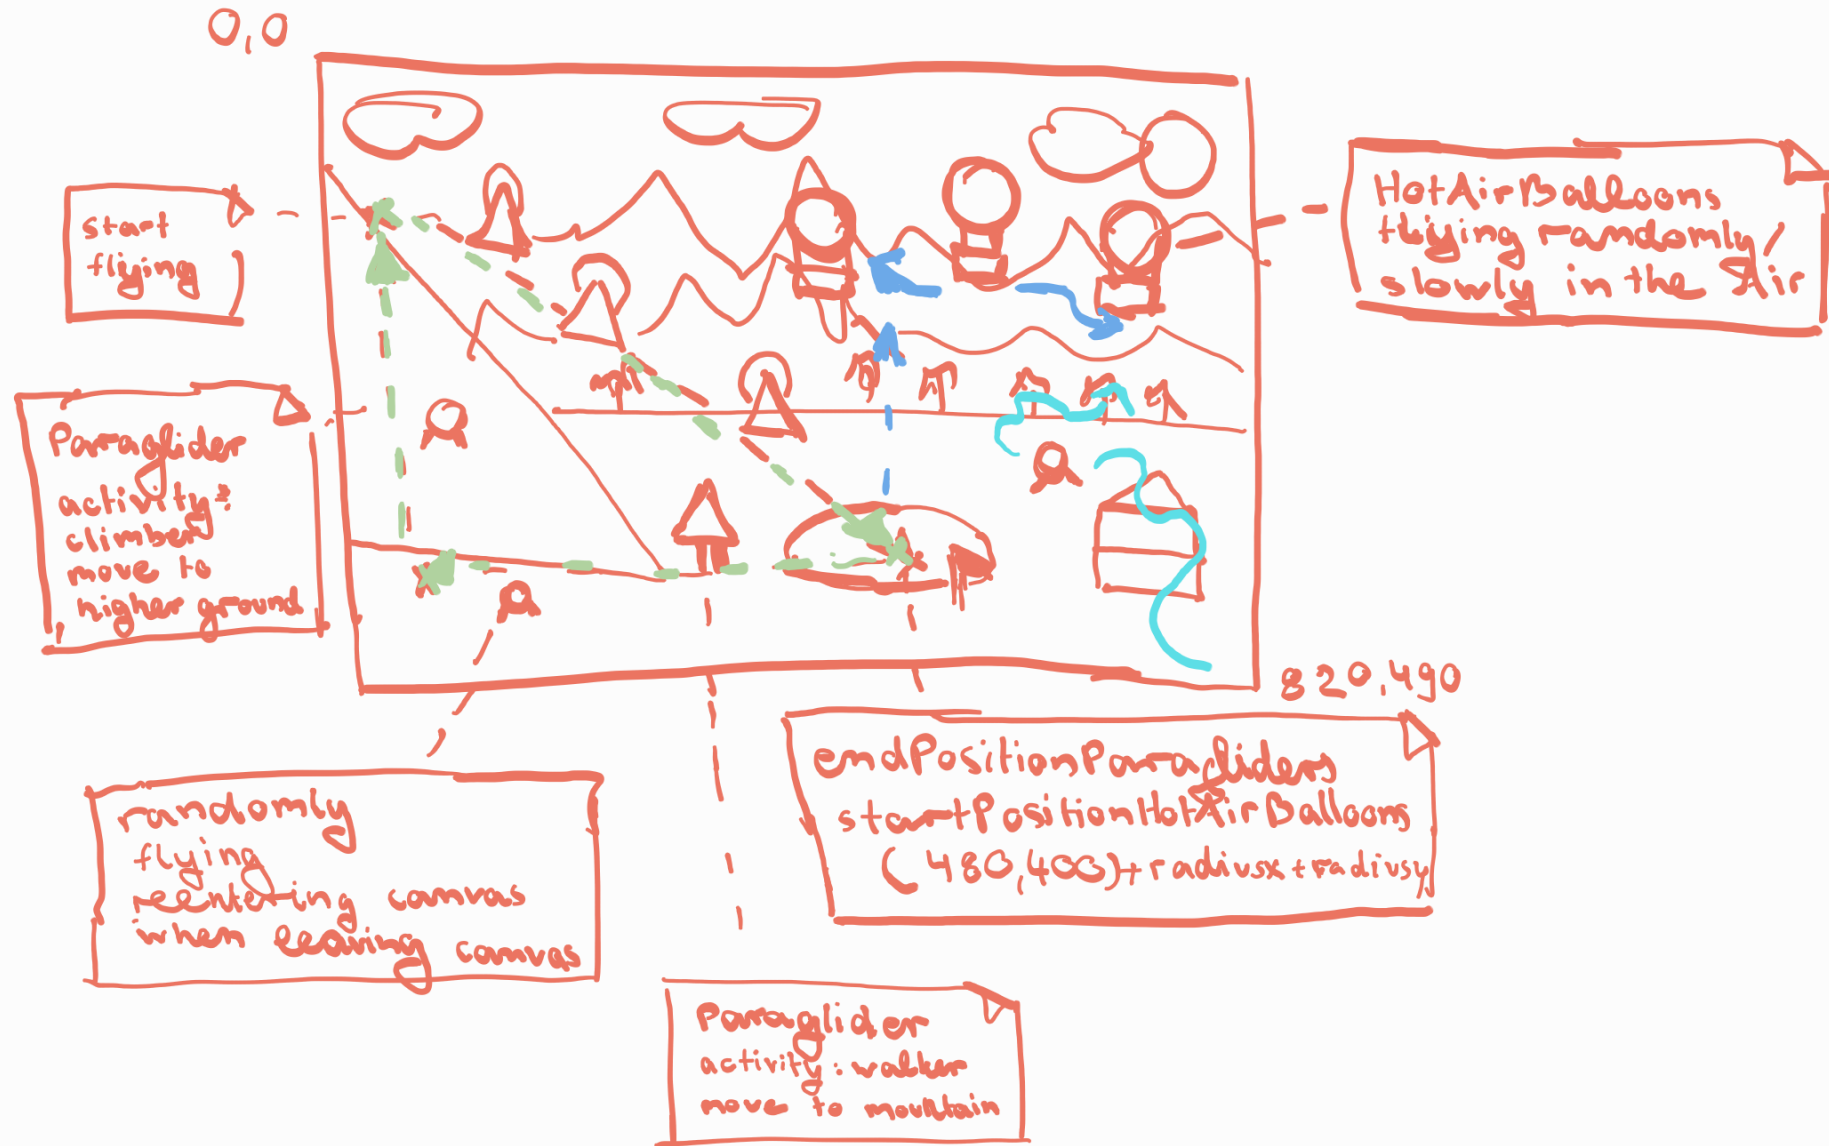 0,0
start
flying
HotAirBalloons
flying randomly/
slowly in the Air
Paraglider
activity:
climber
move to
higher ground
820,490
endPositionParagliders
startPositionHotAirBalloons
(480,400)+radiusx+radiusy
randomly
flying
reentering canvas
when leaving canvas
Paraglider
activity: walker
move to mountain